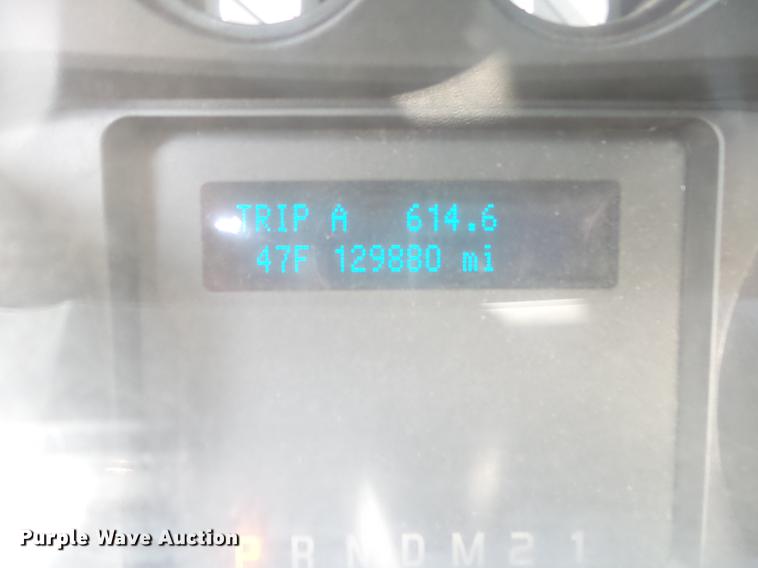 TRIP A 614.6
47F 129880 mi
P R N D M 2 1
Purple Wave Auction